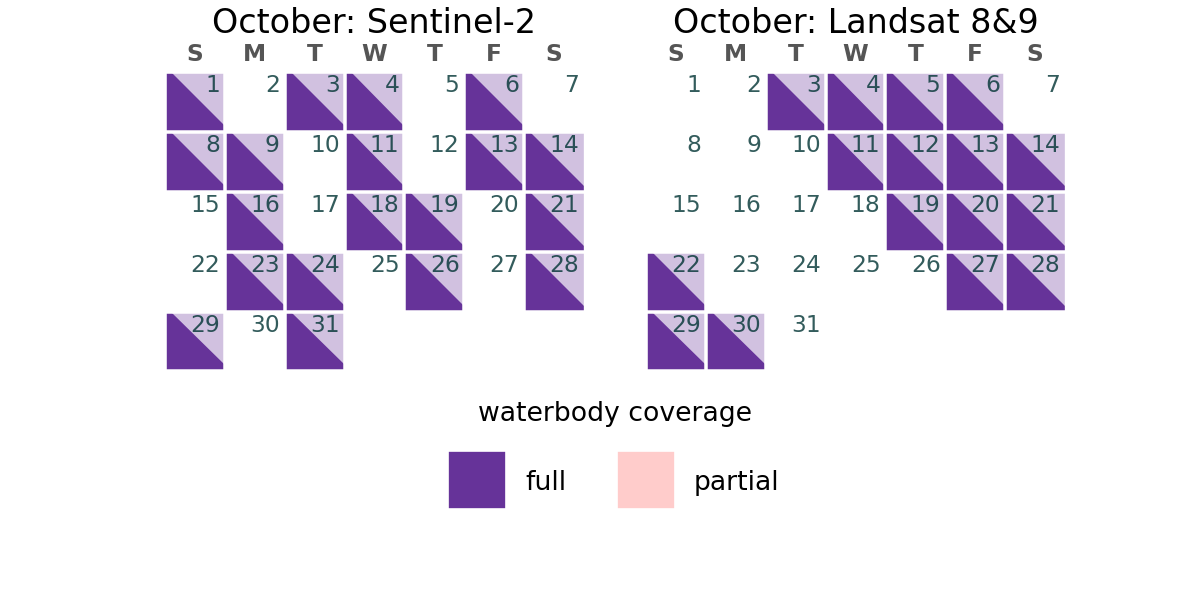 October: Sentinel-2
S M T W T F S
1 2 3 4 5 6 7
8 9 10 11 12 13 14
15 16 17 18 19 20 21
22 23 24 25 26 27 28
29 30 31
October: Landsat 8&9
S M T W T F S
1 2 3 4 5 6 7
8 9 10 11 12 13 14
15 16 17 18 19 20 21
22 23 24 25 26 27 28
29 30 31
waterbody coverage
full partial